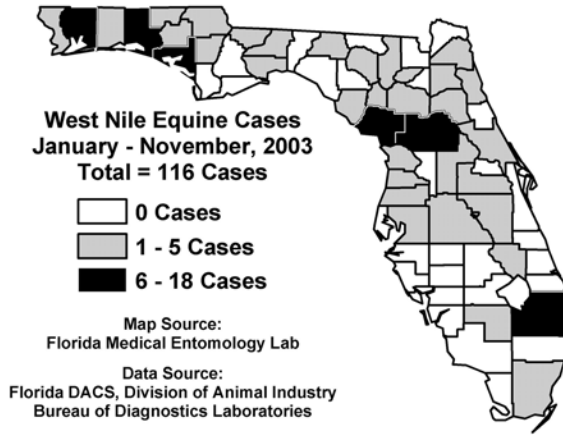 West Nile Equine Cases
January - November, 2003
Total = 116 Cases
0 Cases
1 - 5 Cases
6 - 18 Cases
Map Source:
Florida Medical Entomology Lab
Data Source:
Florida DACS, Division of Animal Industry
Bureau of Diagnostics Laboratories